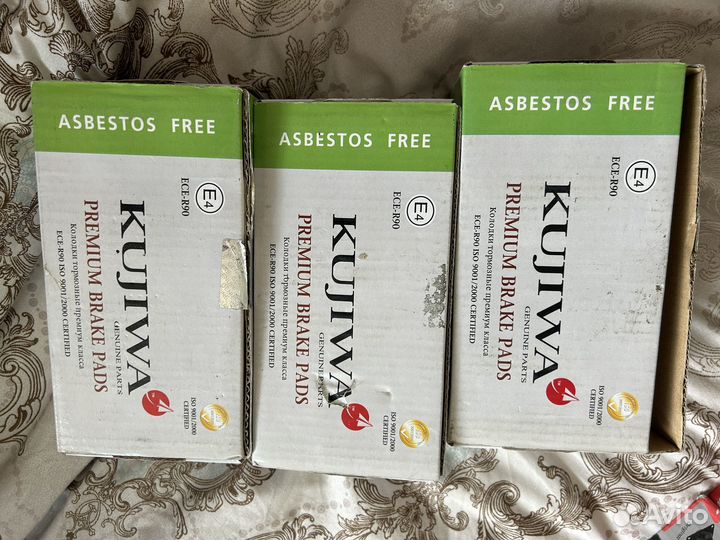 ASBESTOS FREE
E4
ECE-R90
KUJIWA
GENUINE PARTS
PREMIUM BRAKE PADS
Колодки тормозные премиум класса
ECE-R90 ISO 9001/2000 CERTIFIED
ISO 9001/2000
CERTIFIED
ASBESTOS FREE
E4
ECE-R90
KUJIWA
GENUINE PARTS
PREMIUM BRAKE PADS
Колодки тормозные премиум класса
ECE-R90 ISO 9001/2000 CERTIFIED
ISO 9001/2000
CERTIFIED
ASBESTOS FREE
E4
ECE-R90
KUJIWA
GENUINE PARTS
PREMIUM BRAKE PADS
Колодки тормозные премиум класса
ECE-R90 ISO 9001/2000 CERTIFIED
ISO 9001/2000
CERTIFIED
Avito